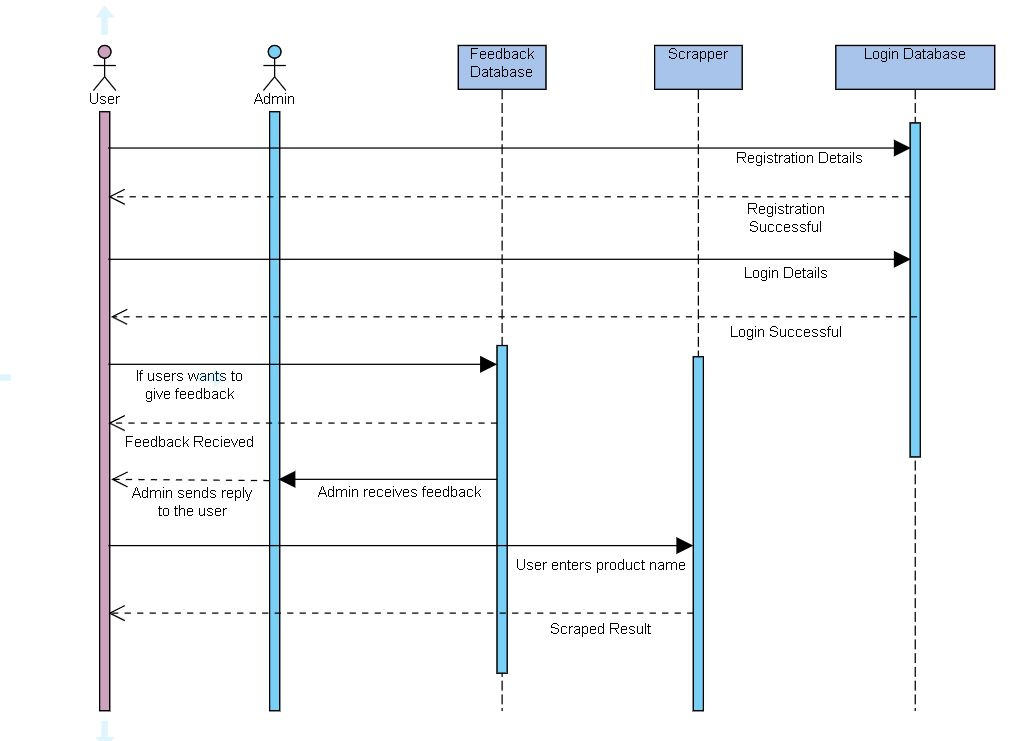 User
Admin
Feedback
Database
Scrapper
Login Database
Registration Details
Registration
Successful
Login Details
Login Successful
If users wants to
give feedback
Feedback Recieved
Admin sends reply
to the user
Admin receives feedback
User enters product name
Scraped Result